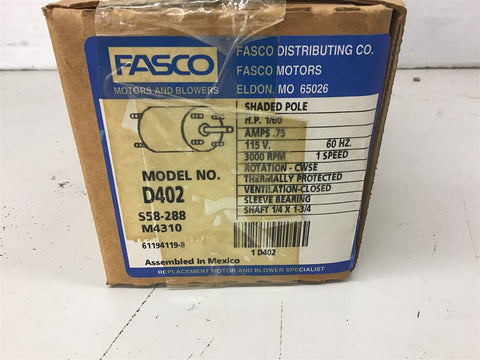 FASCO
MOTORS AND BLOWERS
FASCO DISTRIBUTING CO.
FASCO MOTORS
ELDON, MO 65026
MODEL NO.
D402
S58-288
M4310
61194119-8
Assembled In Mexico
SHADED POLE
H.P. 1/60
AMPS .75
115 V. 60 HZ.
3000 RPM 1 SPEED
ROTATION - CWSE
THERMALLY PROTECTED
VENTILATION-CLOSED
SLEEVE BEARING
SHAFT 1/4 X 1-3/4
1 D402
REPLACEMENT MOTOR AND BLOWER SPECIALIST